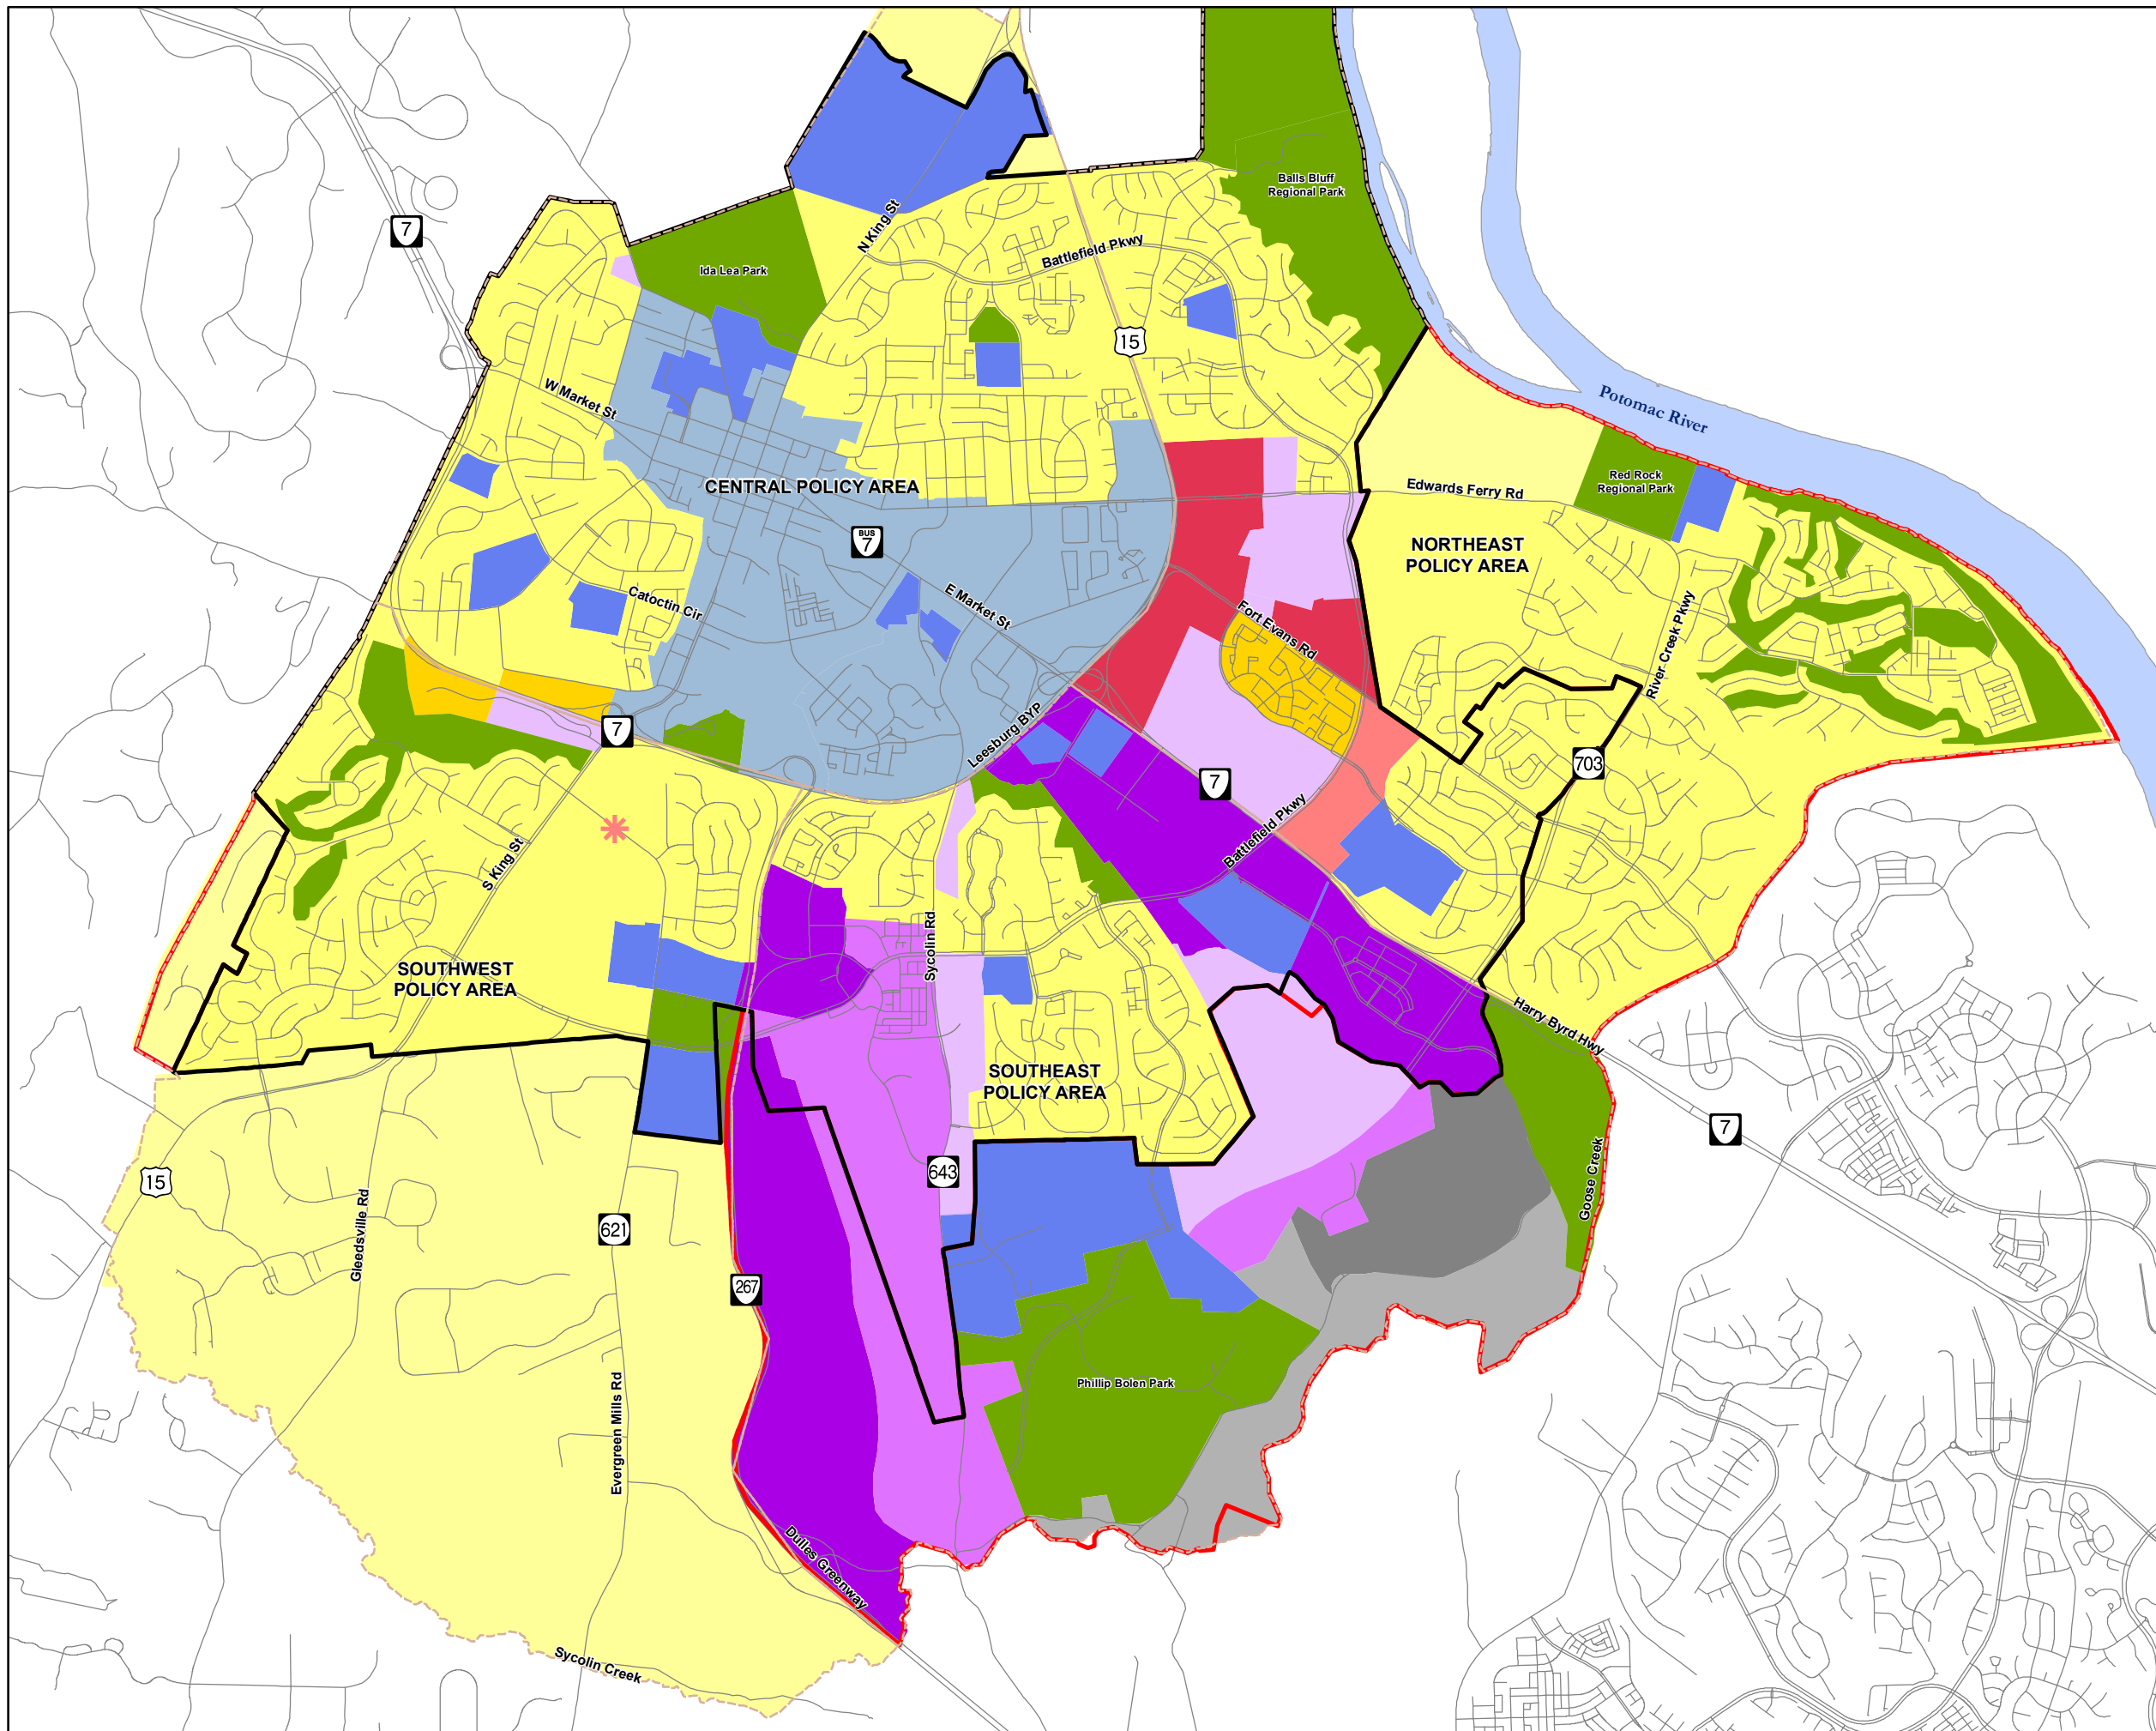 Balls Bluff
Regional Park
7
N King St
Battlefield Pkwy
Ida Lea Park
15
W Market St
Potomac River
CENTRAL POLICY AREA
Edwards Ferry Rd
Red Rock
Regional Park
BUS
7
NORTHEAST
POLICY AREA
Catoctin Cir
E Market St
Fort Evans Rd
River Creek Pkwy
7
Leesburg BYP
703
7
Battlefield Pkwy
S King St
Sycolin Rd
SOUTHWEST
POLICY AREA
Harry Byrd Hwy
SOUTHEAST
POLICY AREA
7
643
15
Goose Creek
Gleedsville Rd
621
267
Phillip Bolen Park
Evergreen Mills Rd
Dulles Greenway
Sycolin Creek